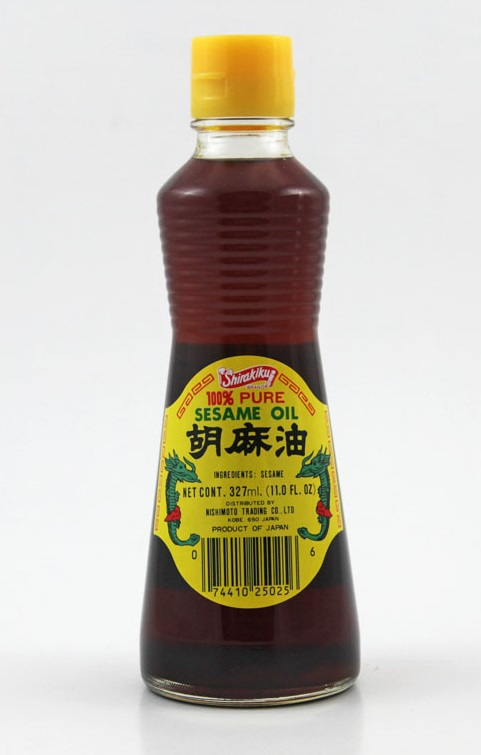 Shirakiku
BRAND
100% PURE
SESAME OIL
胡麻油
INGREDIENTS: SESAME
NET CONT. 327ml. (11.0 FL. OZ)
DISTRIBUTED BY
NISHIMOTO TRADING CO., LTD
KOBE, 650 JAPAN
PRODUCT OF JAPAN
0 6
74410 25025